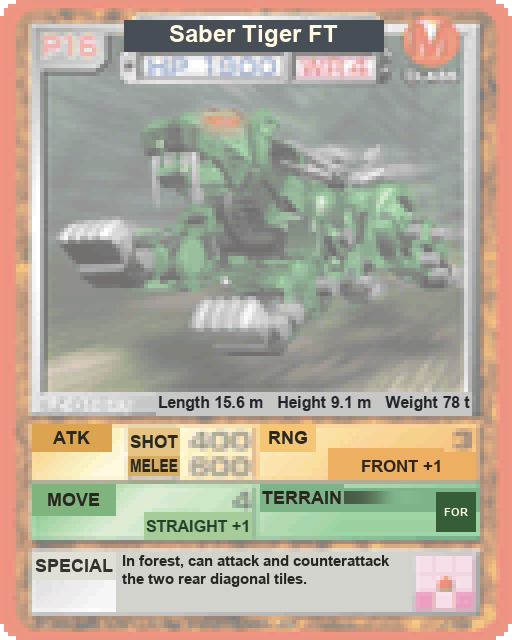 Saber Tiger FT
P16
M
HP 1900
Length 15.6 m Height 9.1 m Weight 78 t
ATK
SHOT 400
MELEE 600
RNG 3
FRONT +1
MOVE 4
STRAIGHT +1
TERRAIN
FOR
SPECIAL
In forest, can attack and counterattack
the two rear diagonal tiles.